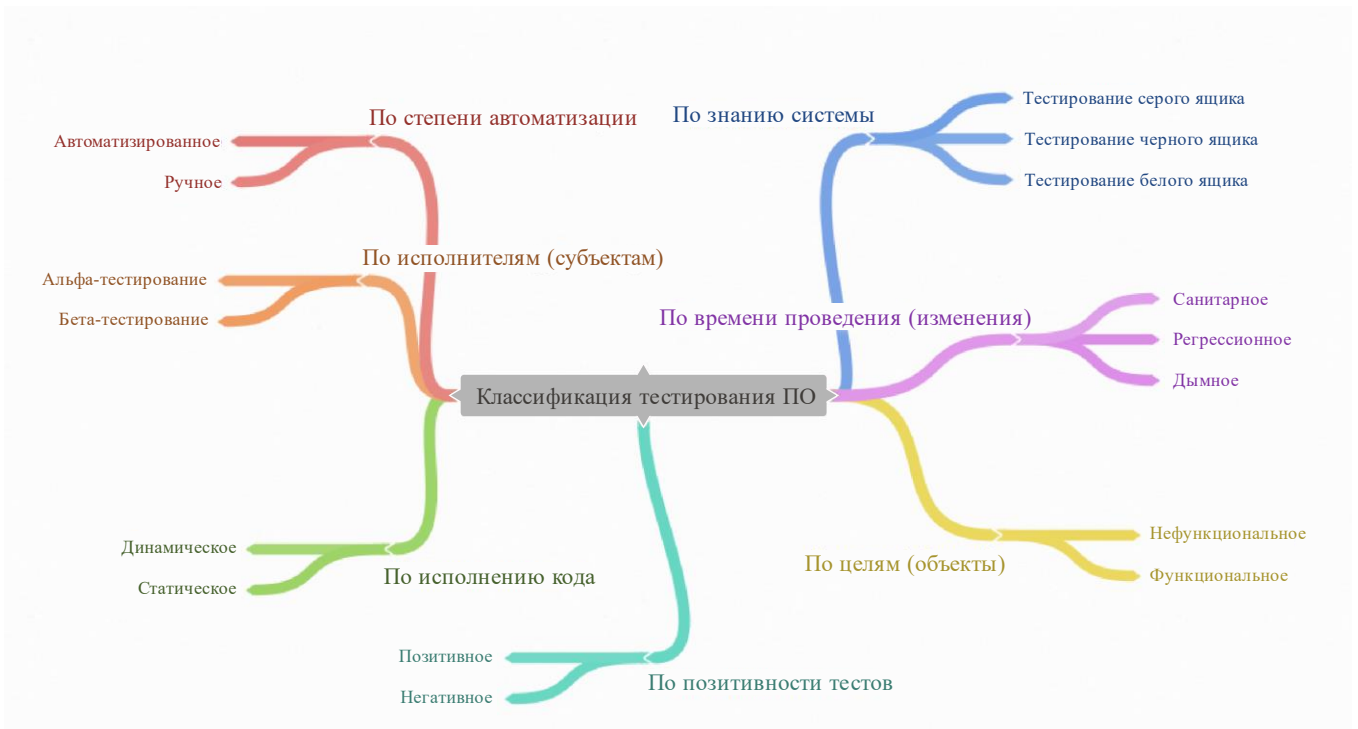 Классификация тестирования ПО
По степени автоматизации
Автоматизированное
Ручное
По исполнителям (субъектам)
Альфа-тестирование
Бета-тестирование
По исполнению кода
Динамическое
Статическое
По позитивности тестов
Позитивное
Негативное
По знанию системы
Тестирование серого ящика
Тестирование черного ящика
Тестирование белого ящика
По времени проведения (изменения)
Санитарное
Регрессионное
Дымное
По целям (объекты)
Нефункциональное
Функциональное